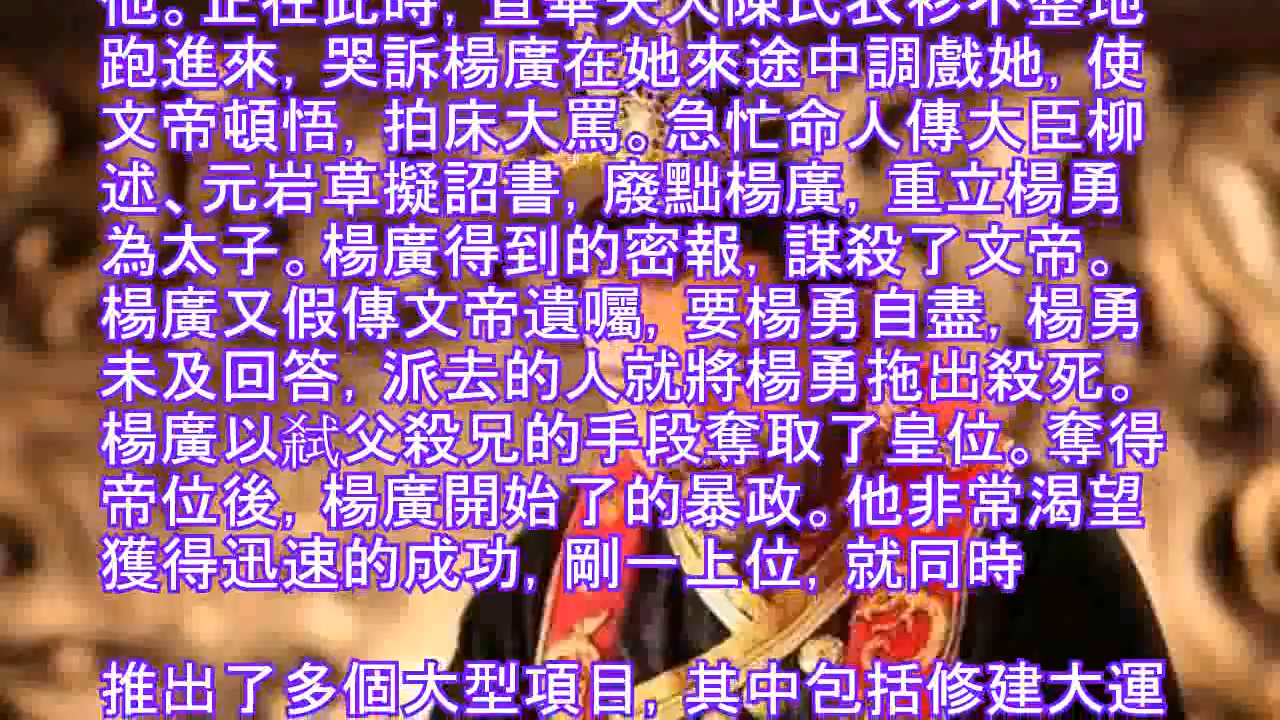 他。正在此時, 宣華夫人陳氏衣衫不整地
跑進來, 哭訴楊廣在她來途中調戲她, 使
文帝頓悟, 拍床大罵。急忙命人傳大臣柳
述、元岩草擬詔書, 廢黜楊廣, 重立楊勇
為太子。楊廣得到的密報, 謀殺了文帝。
楊廣又假傳文帝遺囑, 要楊勇自盡, 楊勇
未及回答, 派去的人就將楊勇拖出殺死。
楊廣以弒父殺兄的手段奪取了皇位。奪得
帝位後, 楊廣開始了的暴政。他非常渴望
獲得迅速的成功, 剛一上位, 就同時
推出了多個大型項目, 其中包括修建大運